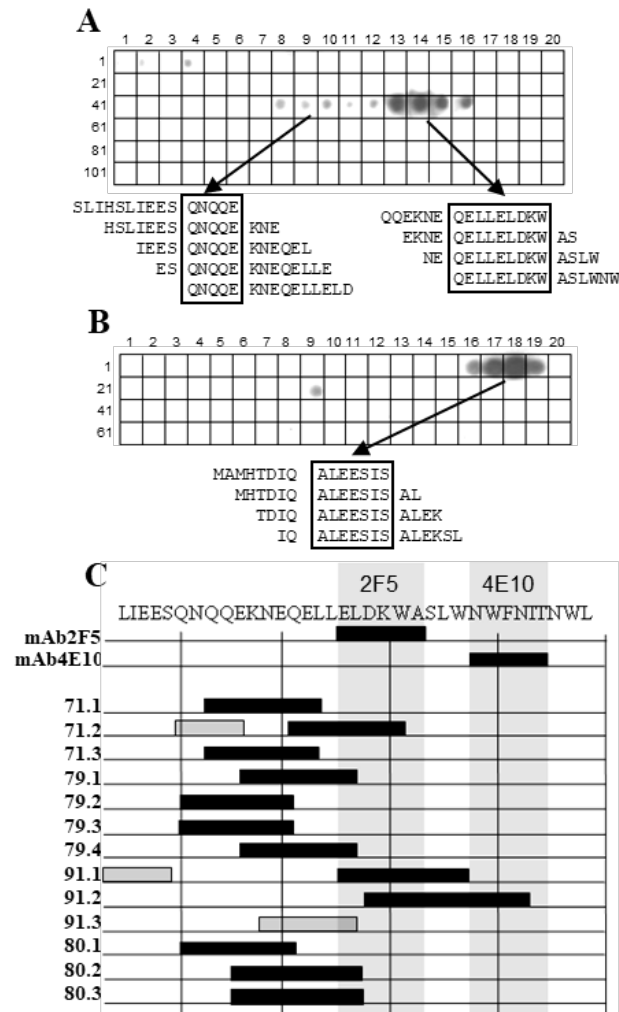 A
1 2 3 4 5 6 7 8 9 10 11 12 13 14 16 17 18 19 20
1
21
41
61
81
101
SLIHSLIEES QNQQE
HSLIEES QNQQE KNE
IEES QNQQE KNEQEL
ES QNQQE KNEQELLE
QNQQE KNEQELLELD
QQEKNE QELLELDKW
EKNE QELLELDKW AS
NE QELLELDKW ASLW
QELLELDKW ASLWNW
B
1 2 3 4 5 6 7 8 9 10 11 12 13 14 16 17 18 19 20
1
21
41
61
MAMHTDIQ ALEESIS
MHTDIQ ALEESIS AL
TDIQ ALEESIS ALEK
IQ ALEESIS ALEKSL
C
2F5 4E10
LIEESQNQQEKNEQELLELDKWASLWNWFNITNWL
mAb2F5
mAb4E10
71.1
71.2
71.3
79.1
79.2
79.3
79.4
91.1
91.2
91.3
80.1
80.2
80.3